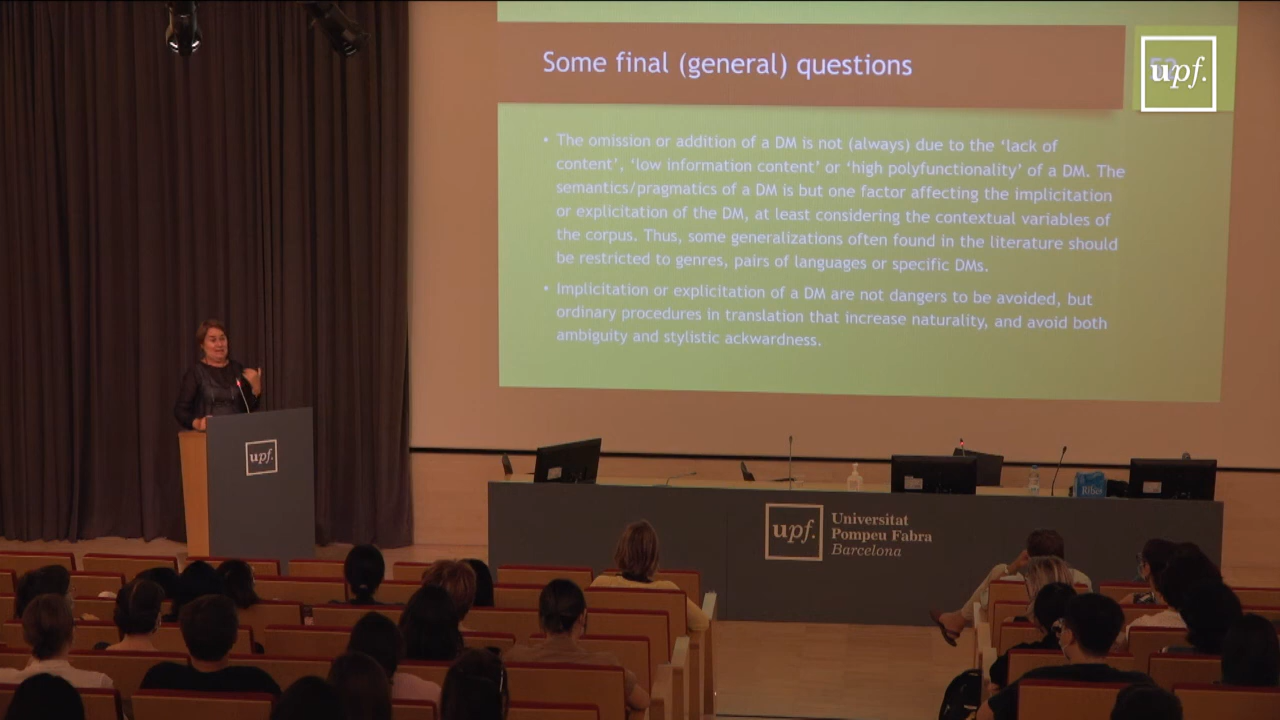 Some final (general) questions
upf.
• The omission or addition of a DM is not (always) due to the ‘lack of
content’, ‘low information content’ or ‘high polyfunctionality’ of a DM. The
semantics/pragmatics of a DM is but one factor affecting the implicitation
or explicitation of the DM, at least considering the contextual variables of
the corpus. Thus, some generalizations often found in the literature should
be restricted to genres, pairs of languages or specific DMs.
• Implicitation or explicitation of a DM are not dangers to be avoided, but
ordinary procedures in translation that increase naturality, and avoid both
ambiguity and stylistic ackwardness.
upf.
upf.
Universitat
Pompeu Fabra
Barcelona